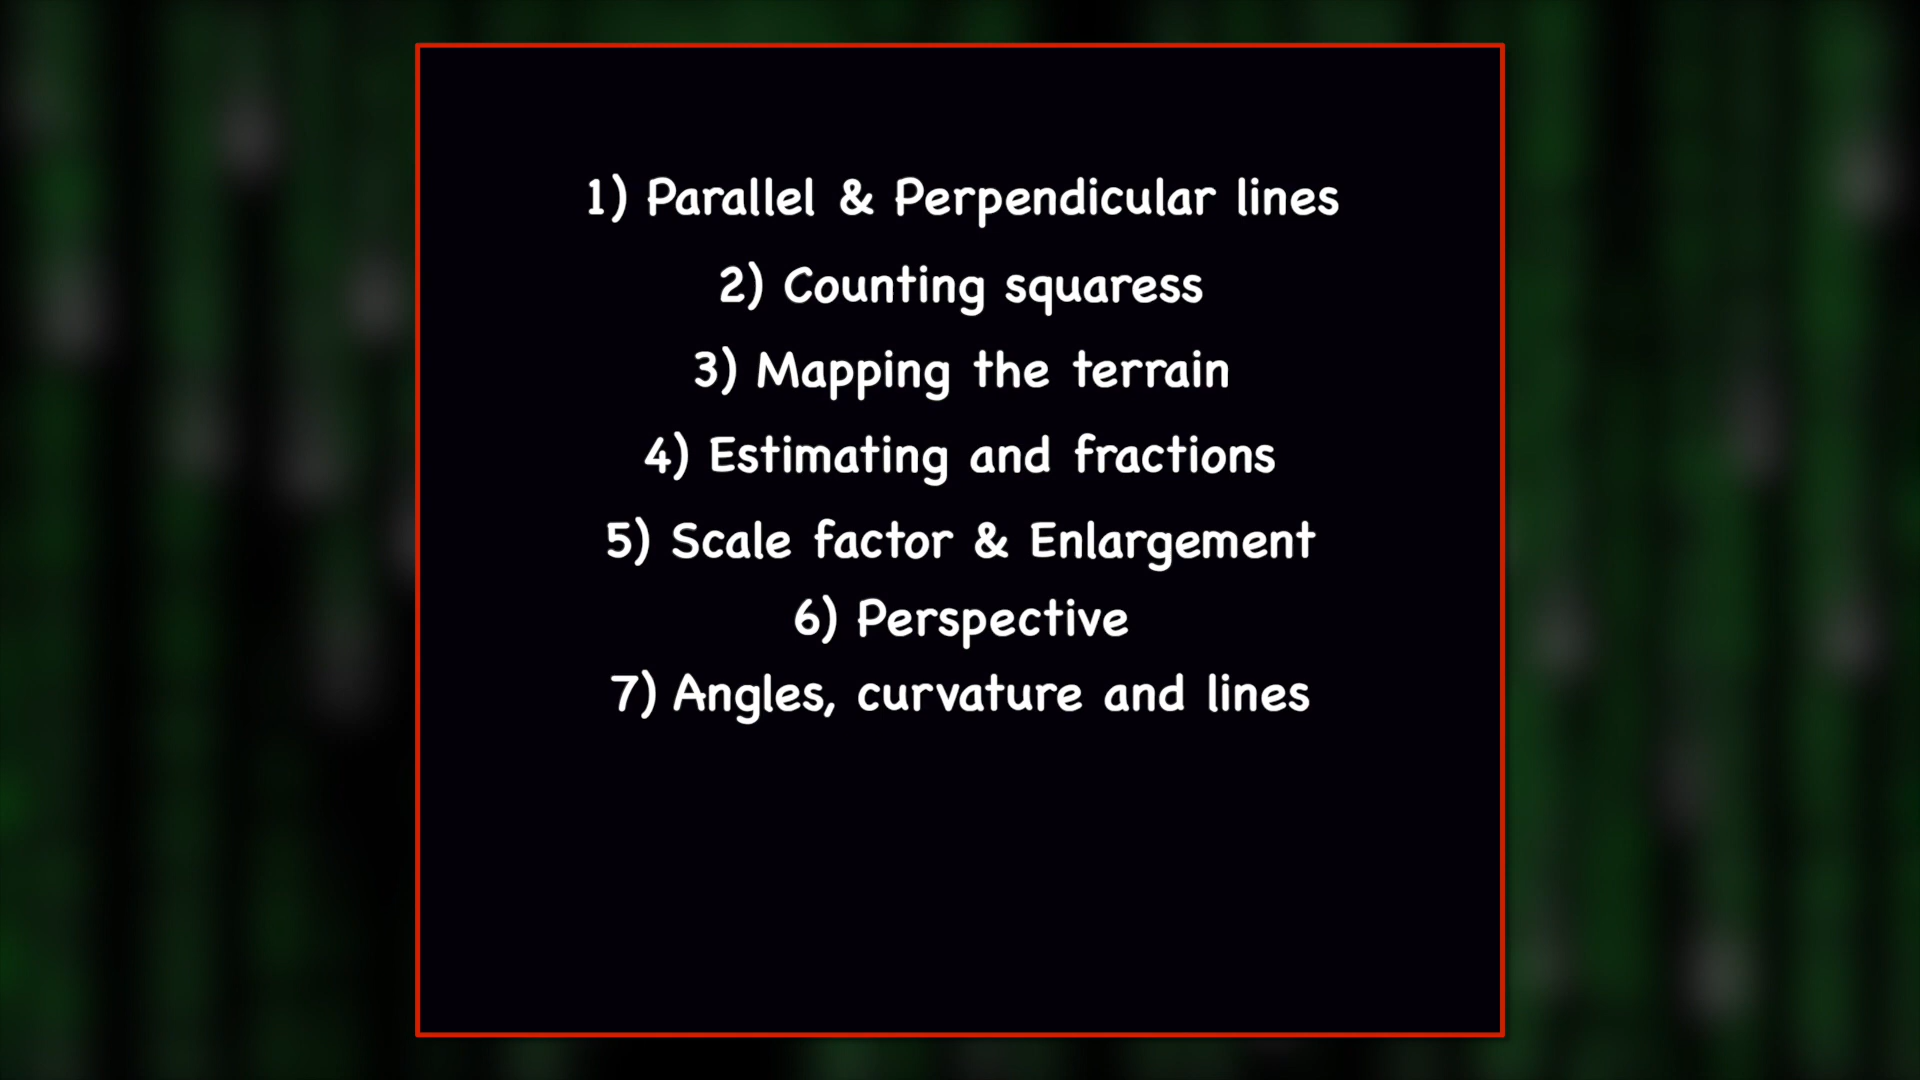 1) Parallel & Perpendicular lines
2) Counting squaress
3) Mapping the terrain
4) Estimating and fractions
5) Scale factor & Enlargement
6) Perspective
7) Angles, curvature and lines